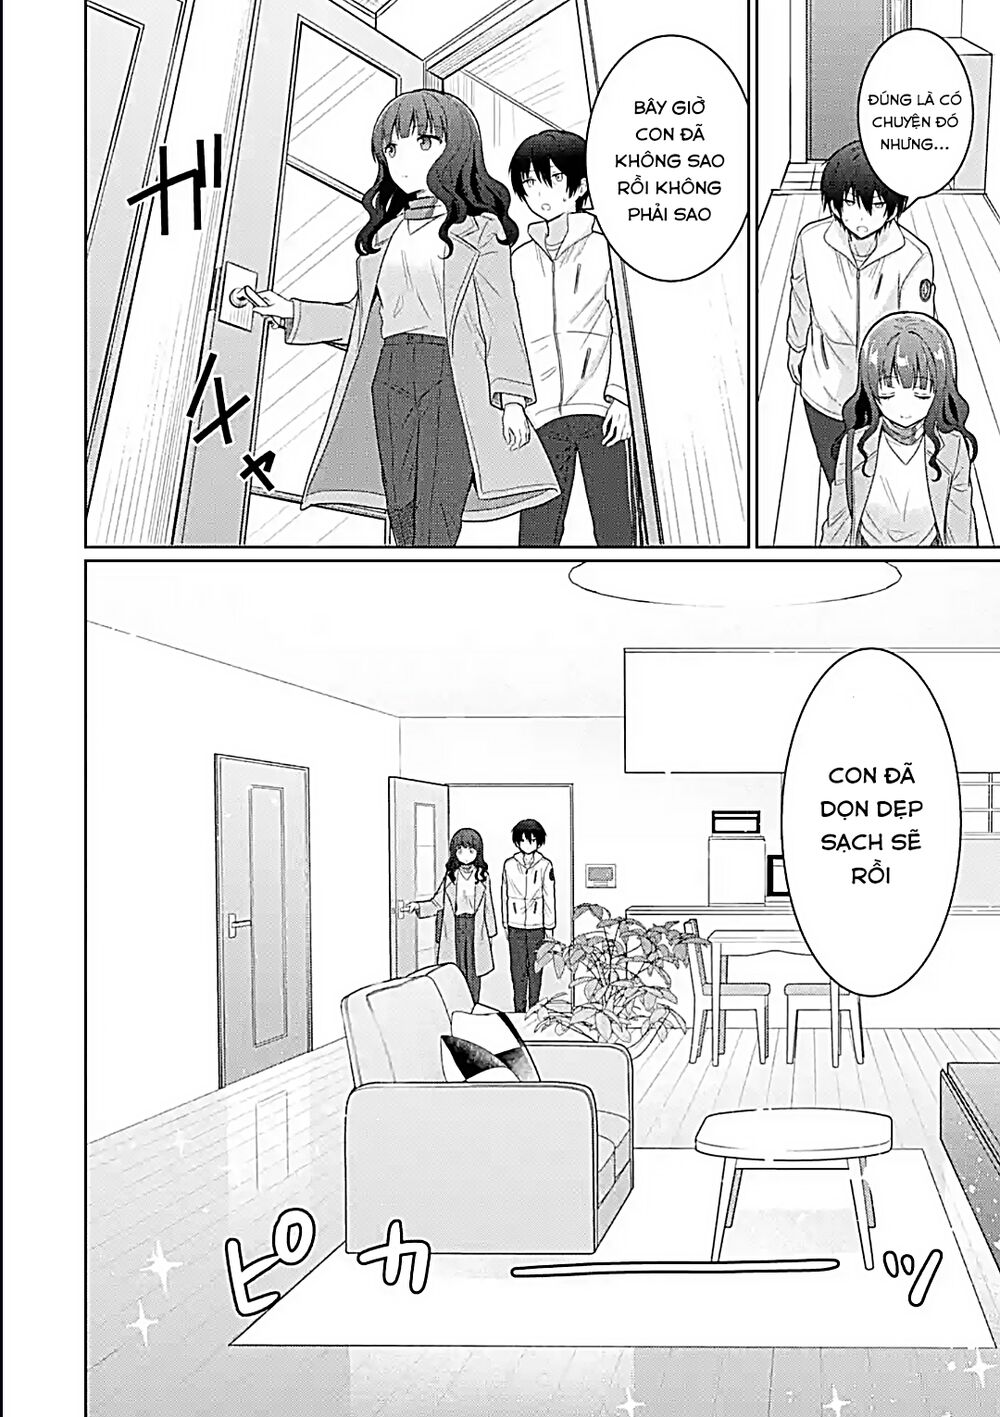 ĐÚNG LÀ CÓ
CHUYỆN ĐÓ
NHƯNG...
BÂY GIỜ
CON ĐÃ
KHÔNG SAO
RỒI KHÔNG
PHẢI SAO
ガチャ
CON ĐÃ
DỌN DẸP
SẠCH SẼ
RỒI
ピカーッ